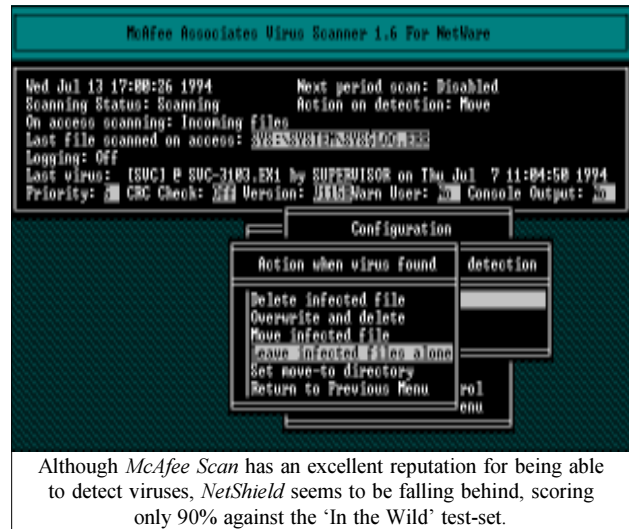 McAfee Associates Virus Scanner 1.6 For NetWare
Wed Jul 13 17:00:26 1994 Next period scan: Disabled
Scanning Status: Scanning Action on detection: Move
On access scanning: Incoming files
Last file scanned on access: SYS:\SYSTEM\SYS$LOG.ERR
Logging: Off
Last virus: [SVC] @ SVC-3103.EX1 by SUPERVISOR on Thu Jul 7 11:04:50 1994
Priority: CRC Check: Off Version: V115 Warn User: No Console Output: No
Configuration
Action when virus found detection
Delete infected file
Overwrite and delete
Move infected file
Leave infected files alone
Set move-to directory
Return to Previous Menu rol
enu
Although McAfee Scan has an excellent reputation for being able
to detect viruses, NetShield seems to be falling behind, scoring
only 90% against the ‘In the Wild’ test-set.